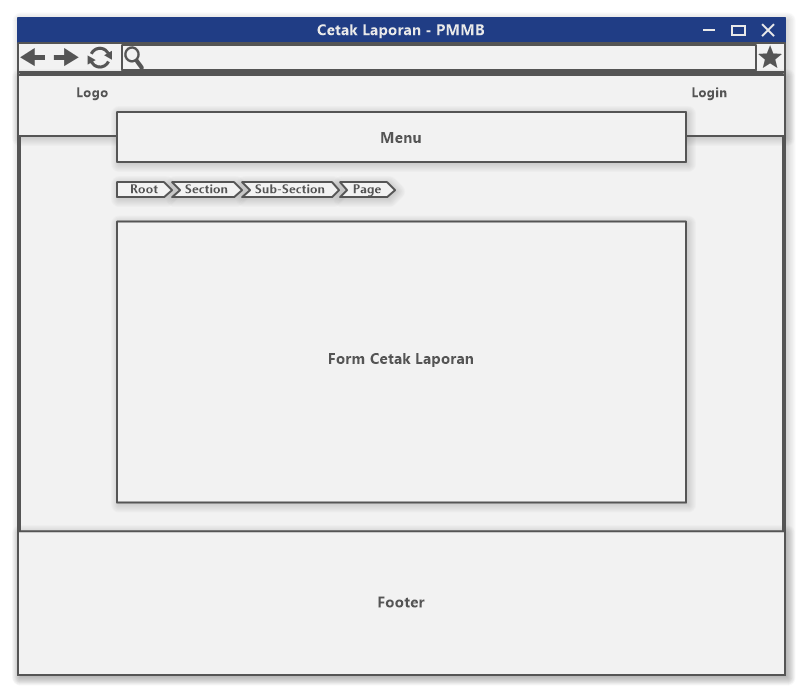 Cetak Laporan - PMMB
Logo
Login
Menu
Root Section Sub-Section Page
Form Cetak Laporan
Footer